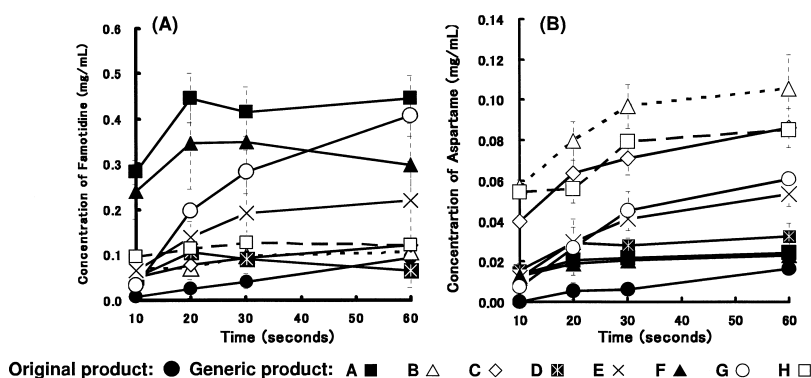 (A)
Concentration of Famotidine (mg/mL)
0.6
0.5
0.4
0.3
0.2
0.1
0.0
10 20 30 40 50 60
Time (seconds)
(B)
Concentrartion of Aspartame (mg/mL)
0.14
0.12
0.10
0.08
0.06
0.04
0.02
0.00
10 20 30 40 50 60
Time (seconds)
Original product: Generic product: A B C D E F G H